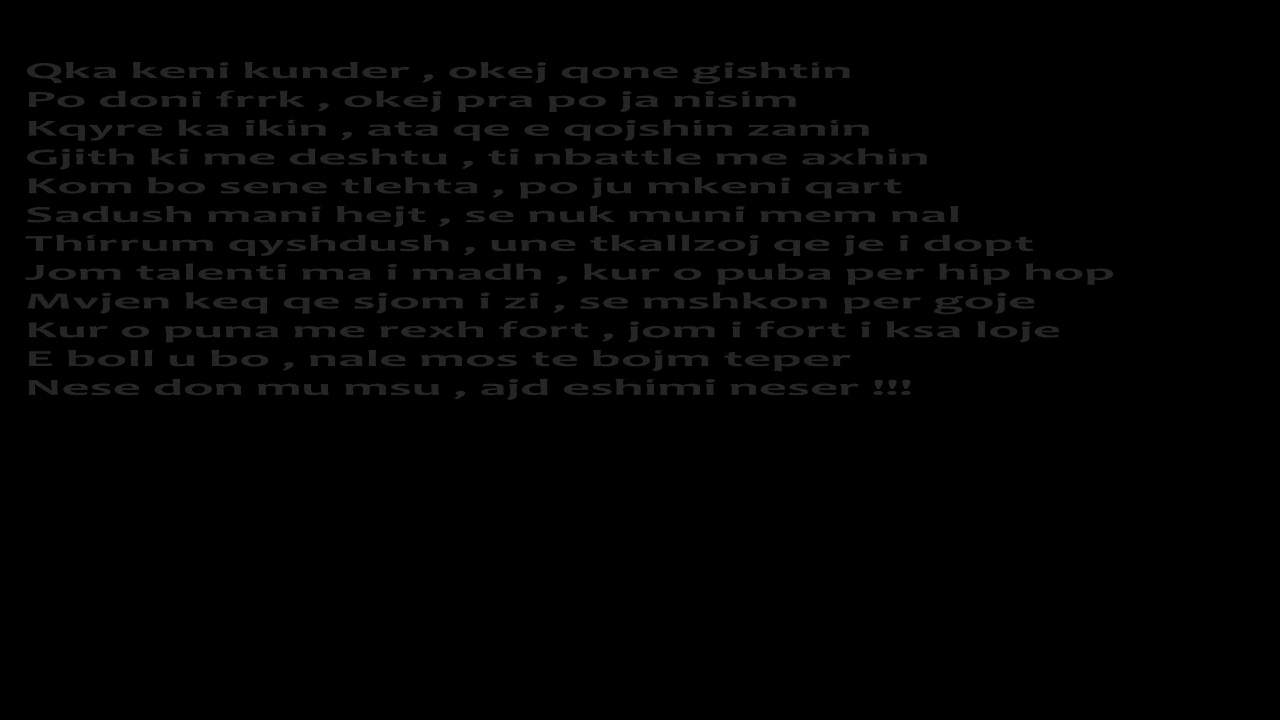 Qka keni kunder , okej qone gishtin
Po doni frrk , okej pra po ja nisim
Kqyre ka ikin , ata qe e qojshin zanin
Gjith ki me deshtu , ti nbattle me axhin
Kom bo sene tlehta , po ju mkeni qart
Sadush mani hejt , se nuk muni mem nal
Thirrum qyshdush , une tkallzoj qe je i dopt
Jom talenti ma i madh , kur o puba per hip hop
Mvjen keq qe sjom i zi , se mshkon per goje
Kur o puna me rexh fort , jom i fort i ksa loje
E boll u bo , nale mos te bojm teper
Nese don mu msu , ajd eshimi neser !!!